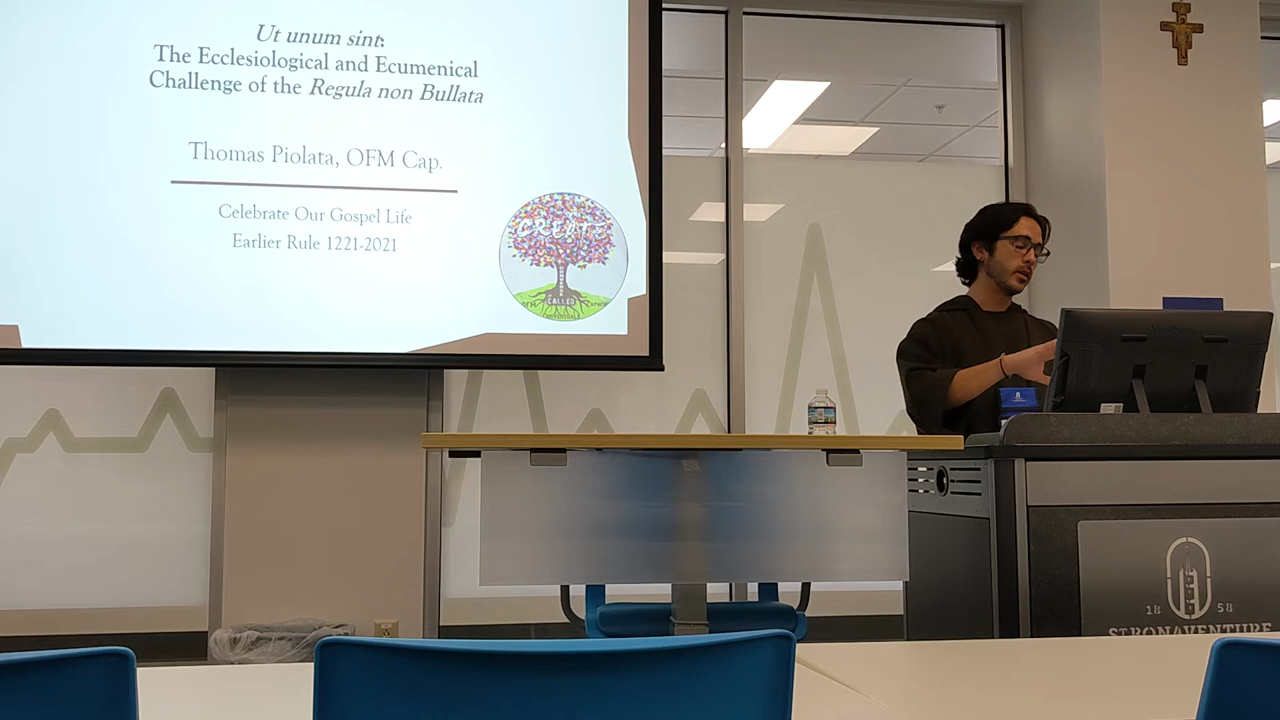 Ut unum sint:
The Ecclesiological and Ecumenical
Challenge of the Regula non Bullata
Thomas Piolata, OFM Cap.
Celebrate Our Gospel Life
Earlier Rule 1221-2021
CREATE
CALLED
18 58
ST.BONAVENTURE